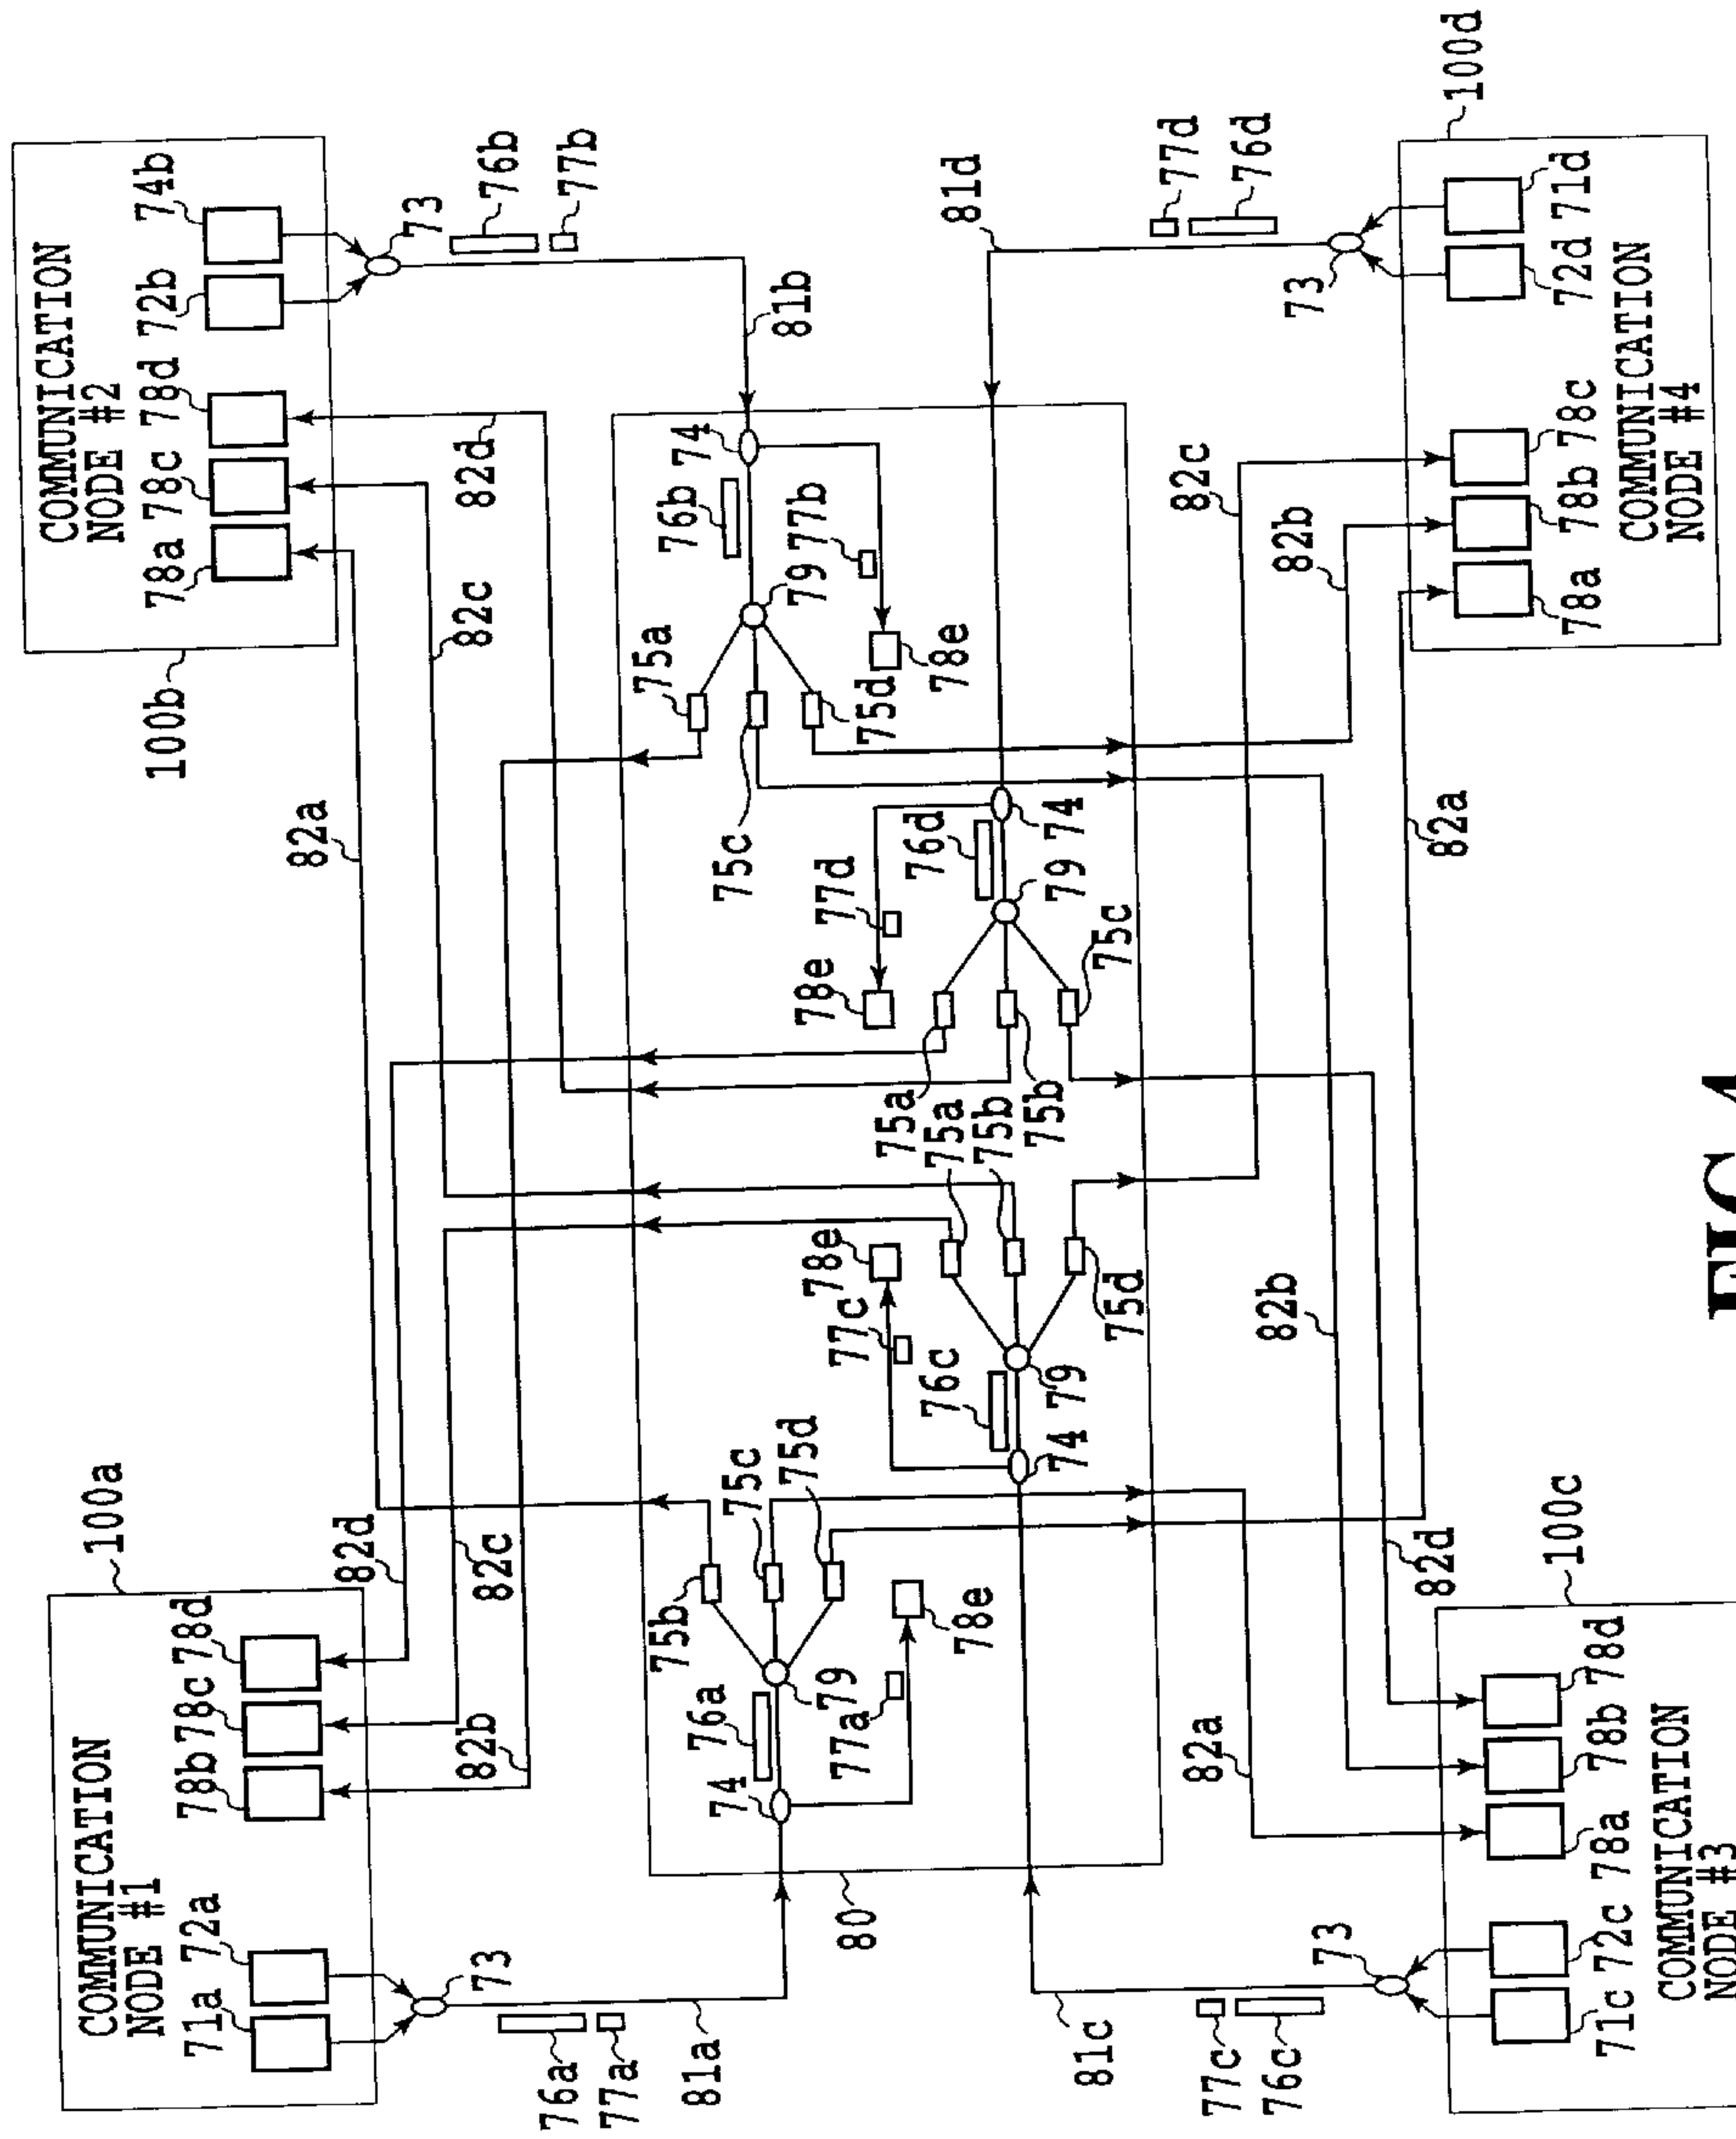 COMMUNICATION
NODE #1
71a 72a
78b 78c 78d
100a
73
76a
77a
81a
82b
82c
82d
COMMUNICATION
NODE #2
78a 78c 78d
72b 74b
100b
73
76b
77b
81b
82a
82c
82d
80
74
76a
79
75b
75c
75d
77a
78e
74
76c
79
77c
78e
75a
75b
75d
75a
75b
75c
78e
77d
76d
79
74
75a
75c
75d
79
76b
74
77b
78e
81c
77c
76c
73
82a
82b
82d
100c
71c 72c
78a 78b 78d
COMMUNICATION
NODE #3
81d
77d
76d
73
82a
82b
82c
100d
78a 78b 78c
72d 71d
COMMUNICATION
NODE #4